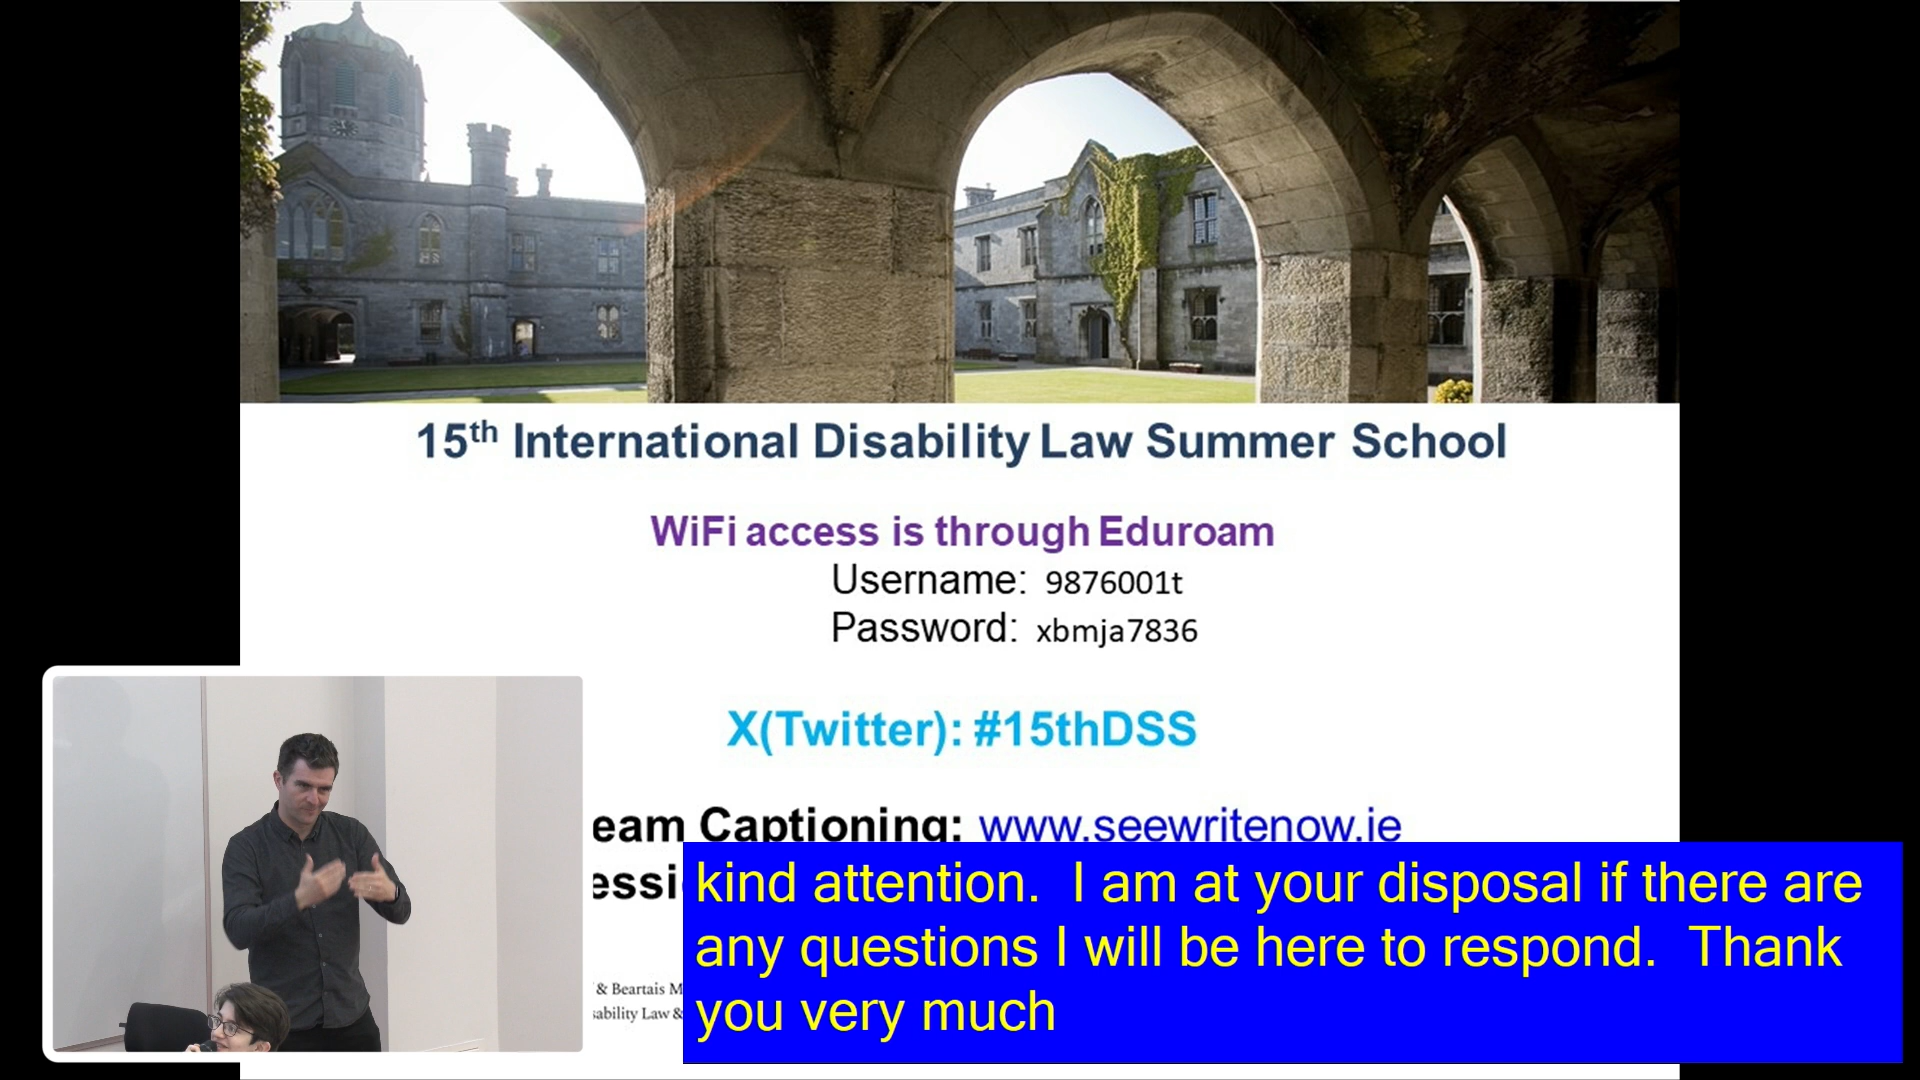 15th International Disability Law Summer School
WiFi access is through Eduroam
Username: 9876001t
Password: xbmja7836
X(Twitter): #15thDSS
eam Captioning: www.seewritenow.ie
essi
& Beartais M
ability Law &
kind attention. I am at your disposal if there are
any questions I will be here to respond. Thank
you very much